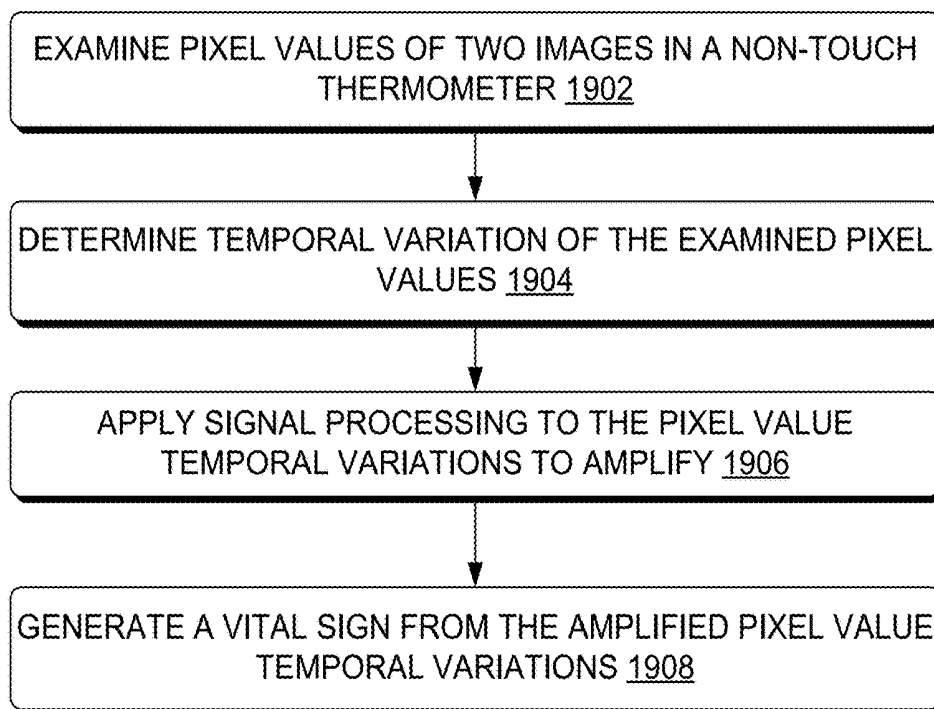 EXAMINE PIXEL VALUES OF TWO IMAGES IN A NON-TOUCH
THERMOMETER 1902
DETERMINE TEMPORAL VARIATION OF THE EXAMINED PIXEL
VALUES 1904
APPLY SIGNAL PROCESSING TO THE PIXEL VALUE
TEMPORAL VARIATIONS TO AMPLIFY 1906
GENERATE A VITAL SIGN FROM THE AMPLIFIED PIXEL VALUE
TEMPORAL VARIATIONS 1908